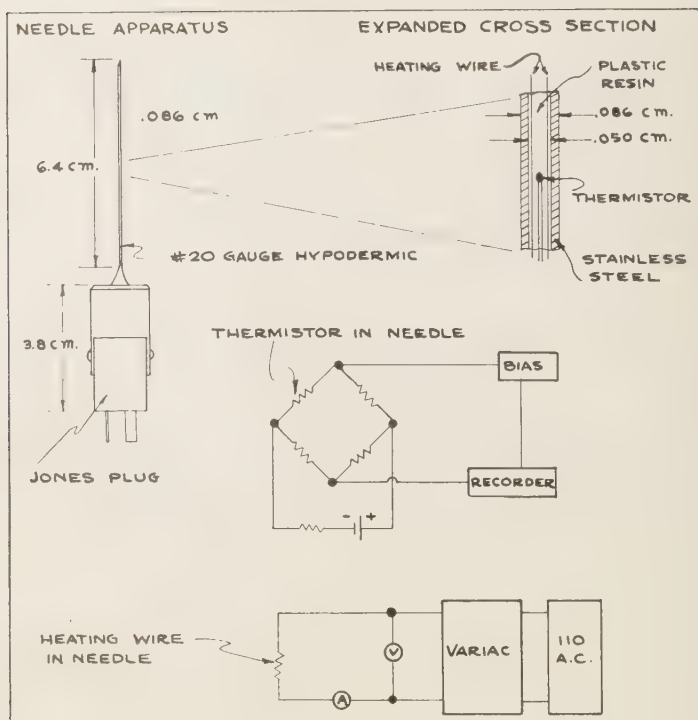 NEEDLE APPARATUS
EXPANDED CROSS SECTION
HEATING WIRE
PLASTIC
RESIN
.086 cm
.086 cm.
.050 cm.
6.4 cm.
THERMISTOR
#20 GAUGE HYPODERMIC
STAINLESS
STEEL
3.8 cm.
THERMISTOR IN NEEDLE
BIAS
JONES PLUG
RECORDER
- +
HEATING WIRE
IN NEEDLE
V
A
VARIAC
110
A.C.